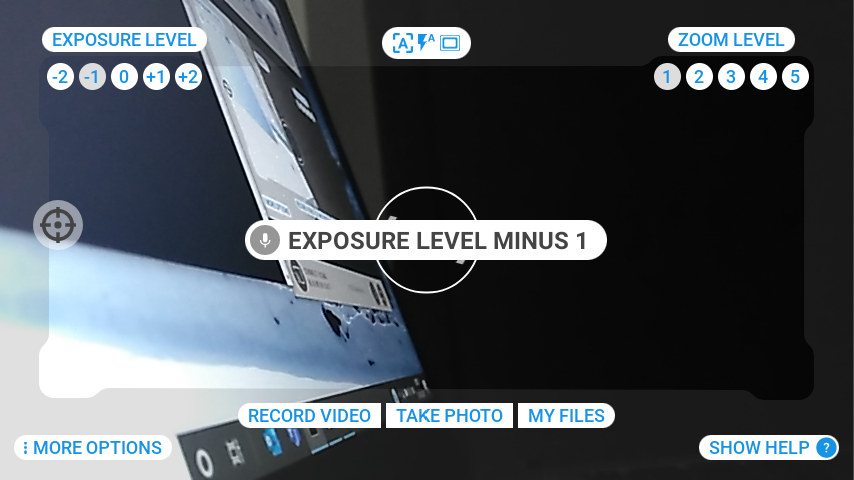 EXPOSURE LEVEL
-2 -1 0 +1 +2
A A
ZOOM LEVEL
1 2 3 4 5
EXPOSURE LEVEL MINUS 1
RECORD VIDEO
TAKE PHOTO
MY FILES
MORE OPTIONS
SHOW HELP ?